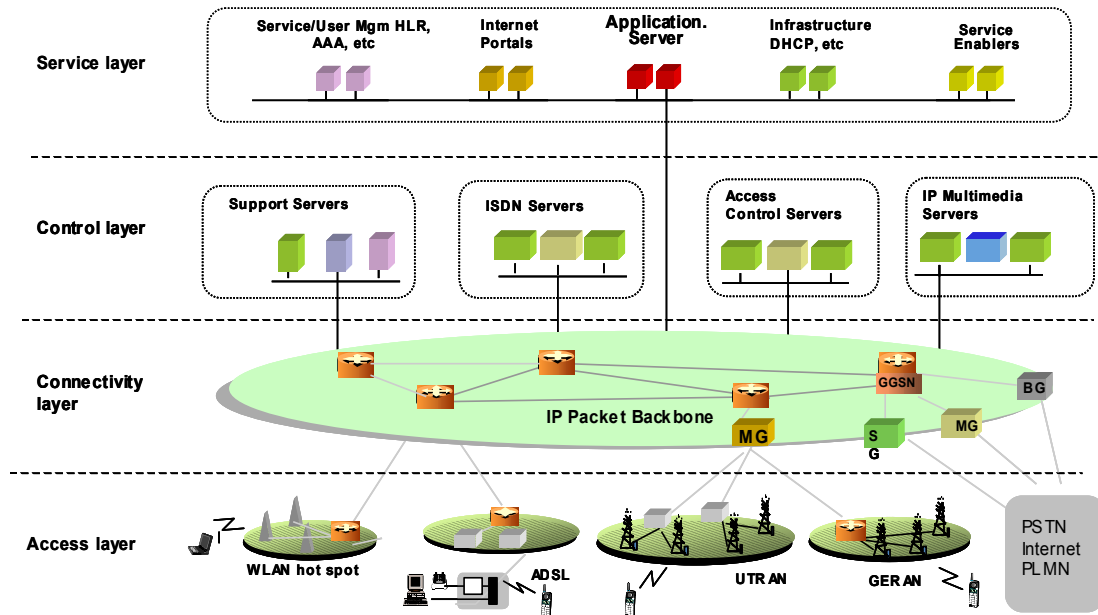 Service layer
Service/User Mgm HLR,
AAA, etc
Internet
Portals
Application.
Server
Infrastructure
DHCP, etc
Service
Enablers
Control layer
Support Servers
ISDN Servers
Access
Control Servers
IP Multimedia
Servers
Connectivity
layer
IP Packet Backbone
GGSN
BG
MG
S
G
MG
Access layer
WLAN hot spot
ADSL
UTRAN
GERAN
PSTN
Internet
PLMN